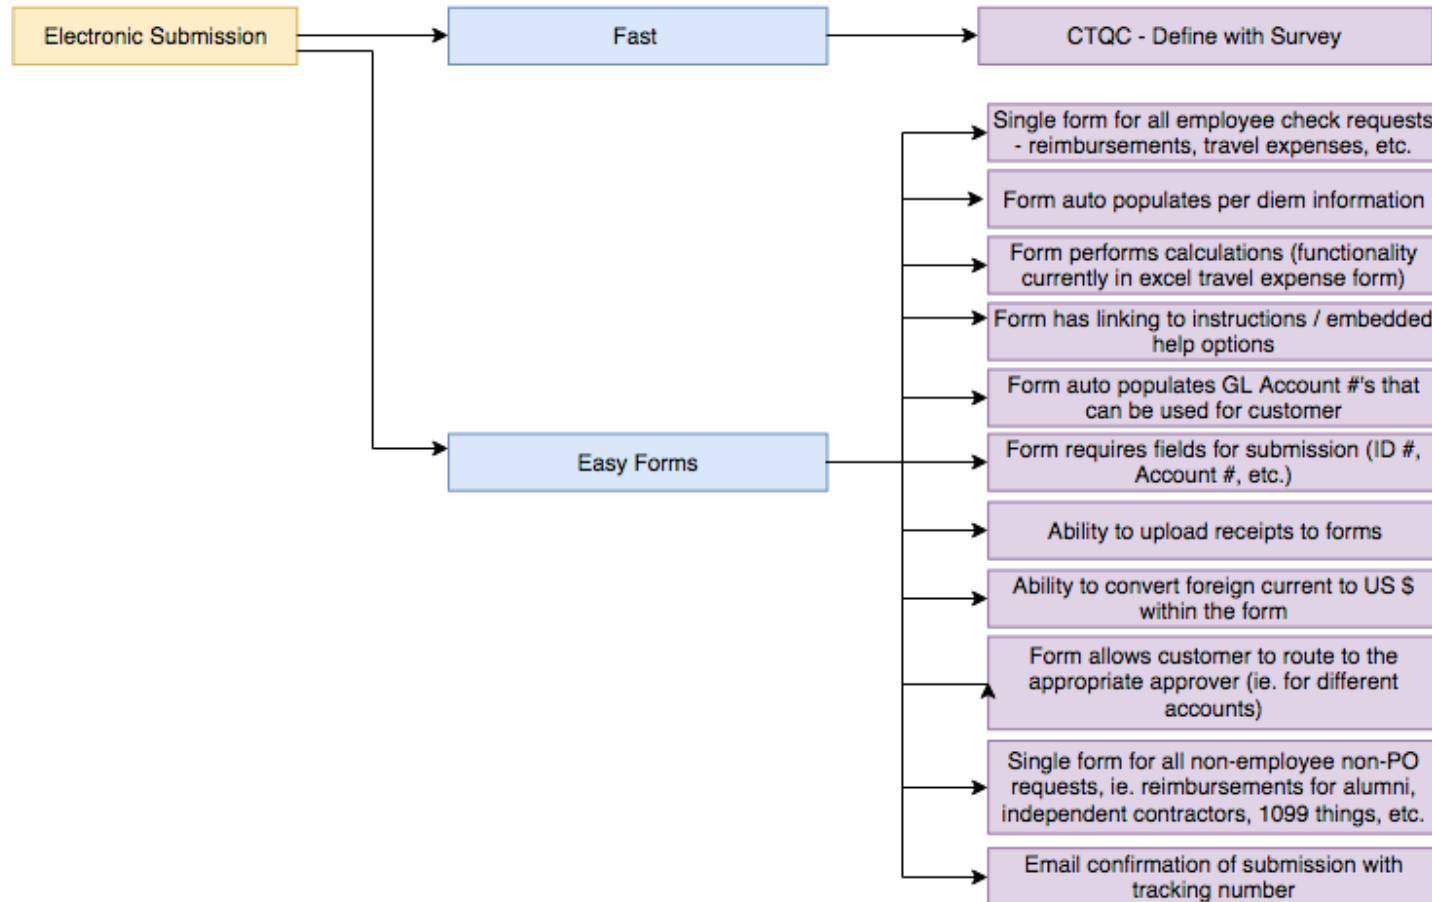 Electronic Submission
Fast
CTQC - Define with Survey
Single form for all employee check requests
- reimbursements, travel expenses, etc.
Form auto populates per diem information
Form performs calculations (functionality
currently in excel travel expense form)
Form has linking to instructions / embedded
help options
Form auto populates GL Account #'s that
can be used for customer
Easy Forms
Form requires fields for submission (ID #,
Account #, etc.)
Ability to upload receipts to forms
Ability to convert foreign current to US $
within the form
Form allows customer to route to the
appropriate approver (ie. for different
accounts)
Single form for all non-employee non-PO
requests, ie. reimbursements for alumni,
independent contractors, 1099 things, etc.
Email confirmation of submission with
tracking number